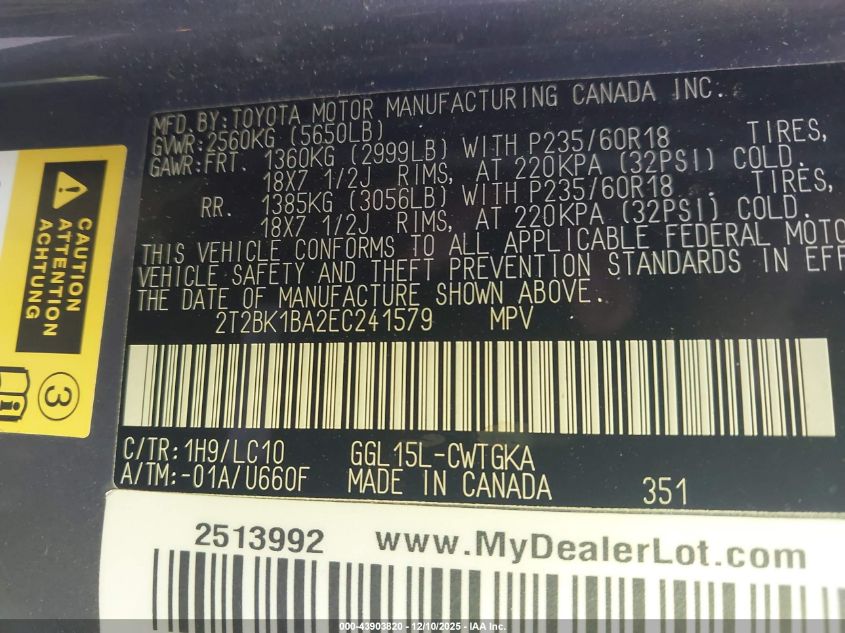 MFD. BY: TOYOTA MOTOR MANUFACTURING CANADA INC.
GVWR: 2560KG (5650LB)
GAWR: FRT. 1360KG (2999LB) WITH P235/60R18 TIRES,
18X7 1/2J RIMS, AT 220KPA (32PSI) COLD.
RR. 1385KG (3056LB) WITH P235/60R18 . TIRES,
18X7 1/2J RIMS, AT 220KPA (32PSI) COLD.
THIS VEHICLE CONFORMS TO ALL APPLICABLE FEDERAL MOTO
VEHICLE SAFETY AND THEFT PREVENTION STANDARDS IN EFF
THE DATE OF MANUFACTURE SHOWN ABOVE.
2T2BK1BA2EC241579 MPV
C/TR: 1H9/LC10 GGL15L-CWTGKA
A/TM: -01A/U660F MADE IN CANADA 351
CAUTION
ATTENTION
ACHTUNG
3
2513992 www.MyDealerLot.com
000-43903820 - 12/10/2025 - IAA Inc.